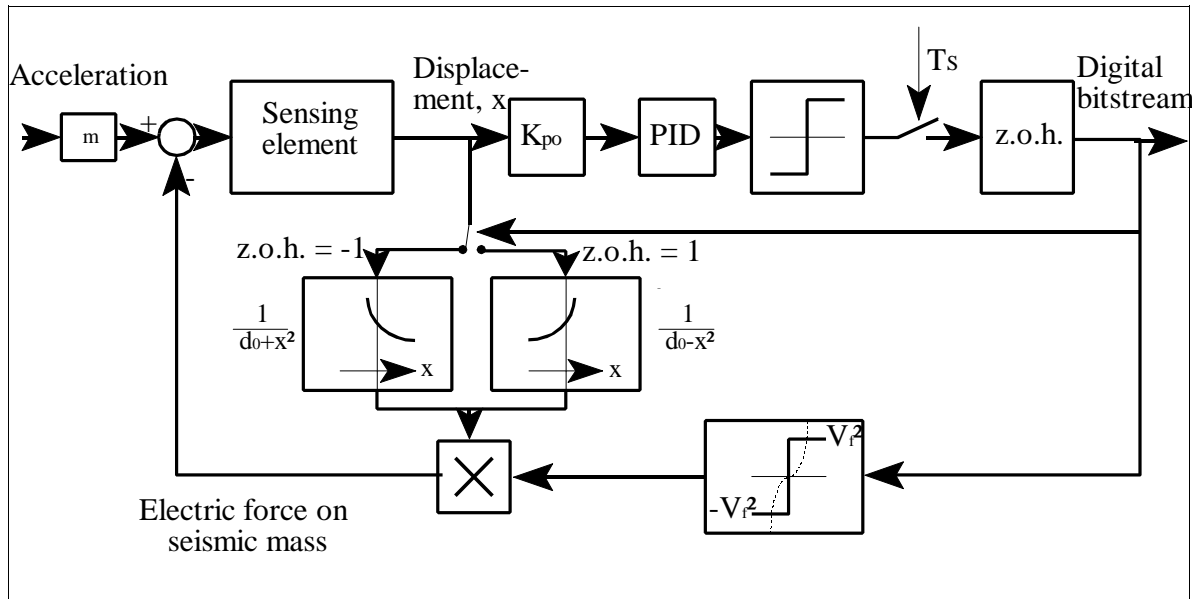 Acceleration
m
+
-
Sensing
element
Displace-
ment, x
Kpo
PID
Ts
z.o.h.
Digital
bitstream
z.o.h. = -1
z.o.h. = 1
1
d₀+x²
x
1
d₀-x²
x
Vf²
-Vf²
Electric force on
seismic mass